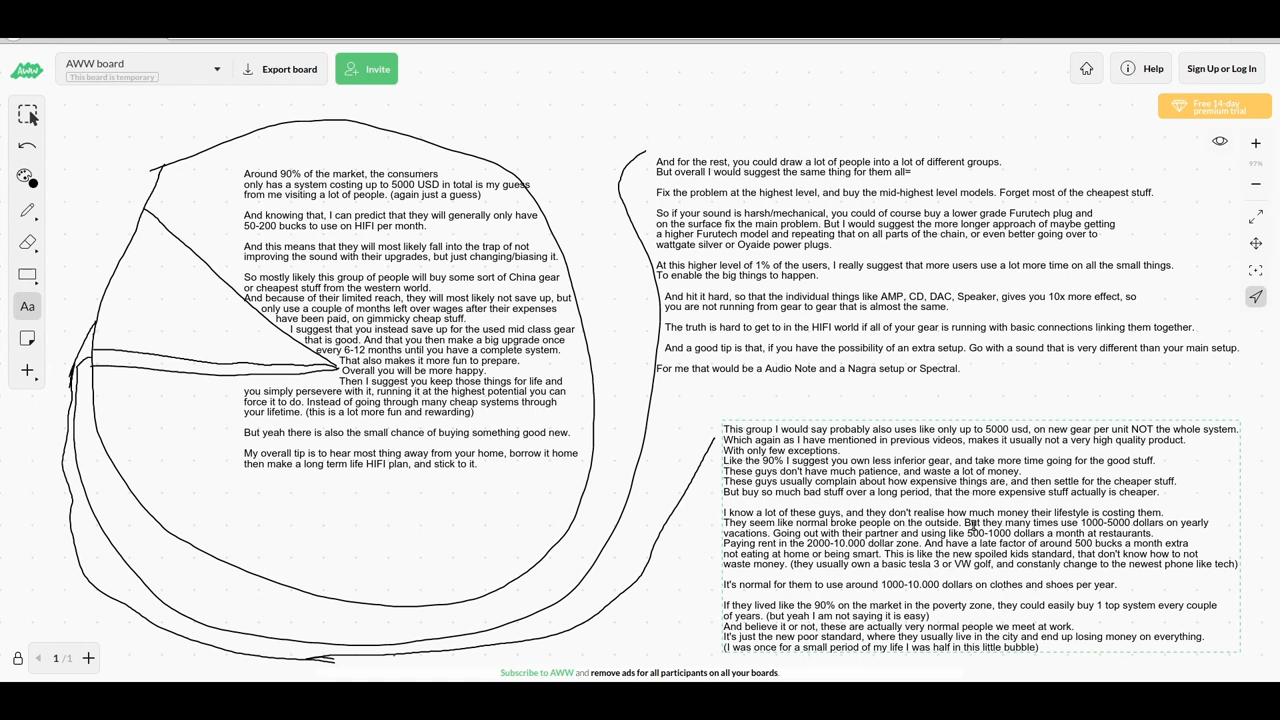 AWW board
This board is temporary
Export board
Invite
Help
Sign Up or Log In
Free 14-day
premium trial
97%
Aa
Around 90% of the market, the consumers
only has a system costing up to 5000 USD in total is my guess
from me visiting a lot of people. (again just a guess)
And knowing that, I can predict that they will generally only have
50-200 bucks to use on HIFI per month.
And this means that they will most likely fall into the trap of not
improving the sound with their upgrades, but just changing/biasing it.
So mostly likely this group of people will buy some sort of China gear
or cheapest stuff from the western world.
And because of their limited reach, they will most likely not save up, but
only use a couple of months left over wages after their expenses
have been paid, on gimmicky cheap stuff.
I suggest that you instead save up for the used mid class gear
that is good. And that you then make a big upgrade once
every 6-12 months until you have a complete system.
That also makes it more fun to prepare.
Overall you will be more happy.
Then I suggest you keep those things for life and
you simply persevere with it, running it at the highest potential you can
force it to do. Instead of going through many cheap systems through
your lifetime. (this is a lot more fun and rewarding)
But yeah there is also the small chance of buying something good new.
My overall tip is to hear most thing away from your home, borrow it home
then make a long term life HIFI plan, and stick to it.
And for the rest, you could draw a lot of people into a lot of different groups.
But overall I would suggest the same thing for them all=
Fix the problem at the highest level, and buy the mid-highest level models. Forget most of the cheapest stuff.
So if your sound is harsh/mechanical, you could of course buy a lower grade Furutech plug and
on the surface fix the main problem. But I would suggest the more longer approach of maybe getting
a higher Furutech model and repeating that on all parts of the chain, or even better going over to
wattgate silver or Oyaide power plugs.
At this higher level of 1% of the users, I really suggest that more users use a lot more time on all the small things.
To enable the big things to happen.
And hit it hard, so that the individual things like AMP, CD, DAC, Speaker, gives you 10x more effect, so
you are not running from gear to gear that is almost the same.
The truth is hard to get to in the HIFI world if all of your gear is running with basic connections linking them together.
And a good tip is that, if you have the possibility of an extra setup. Go with a sound that is very different than your main setup.
For me that would be a Audio Note and a Nagra setup or Spectral.
This group I would say probably also uses like only up to 5000 usd, on new gear per unit NOT the whole system.
Which again as I have mentioned in previous videos, makes it usually not a very high quality product.
With only few exceptions.
Like the 90% I suggest you own less inferior gear, and take more time going for the good stuff.
These guys don't have much patience, and waste a lot of money.
These guys usually complain about how expensive things are, and then settle for the cheaper stuff.
But buy so much bad stuff over a long period, that the more expensive stuff actually is cheaper.
I know a lot of these guys, and they don't realise how much money their lifestyle is costing them.
They seem like normal broke people on the outside. But they many times use 1000-5000 dollars on yearly
vacations. Going out with their partner and using like 500-1000 dollars a month at restaurants.
Paying rent in the 2000-10.000 dollar zone. And have a late factor of around 500 bucks a month extra
not eating at home or being smart. This is like the new spoiled kids standard, that don't know how to not
waste money. (they usually own a basic tesla 3 or VW golf, and constanly change to the newest phone like tech)
It's normal for them to use around 1000-10.000 dollars on clothes and shoes per year.
If they lived like the 90% on the market in the poverty zone, they could easily buy 1 top system every couple
of years. (but yeah I am not saying it is easy)
And believe it or not, these are actually very normal people we meet at work.
It's just the new poor standard, where they usually live in the city and end up losing money on everything.
(I was once for a small period of my life I was half in this little bubble)
1 /1
Subscribe to AWW and remove ads for all participants on all your boards.